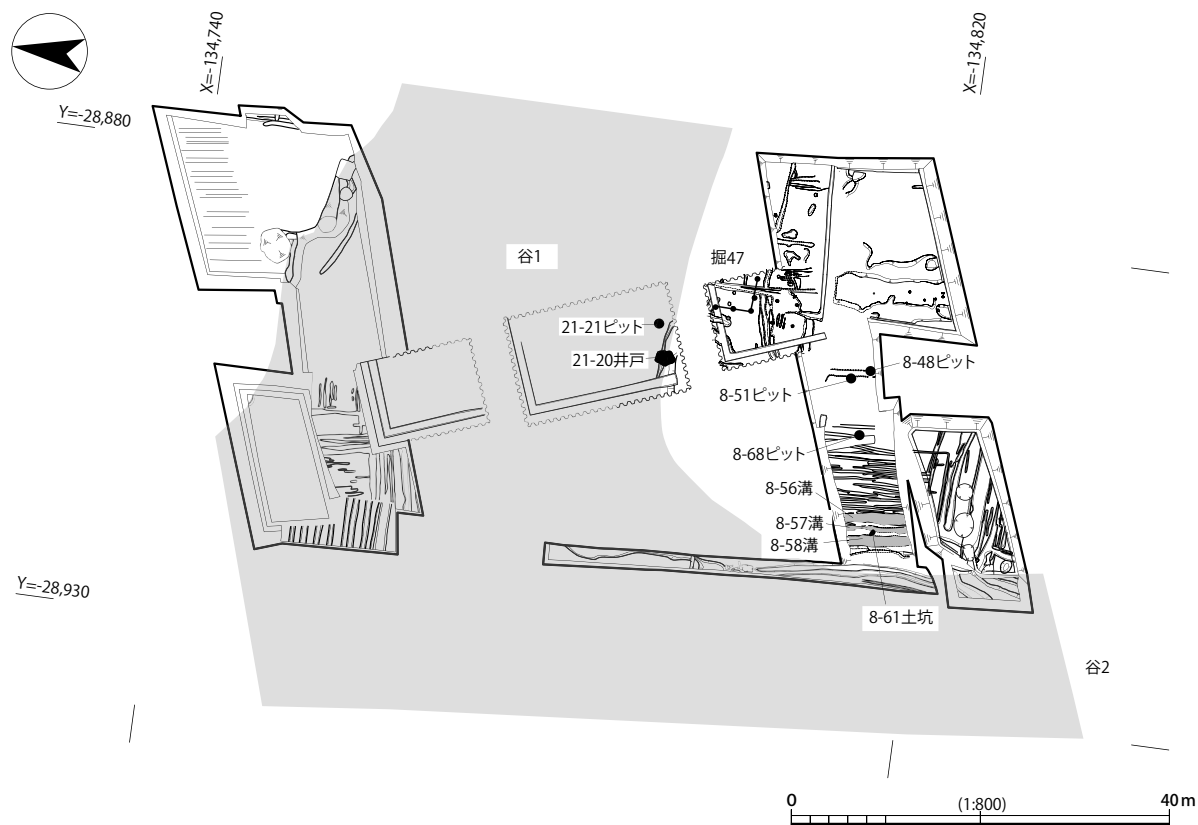 X=-134,740
X=-134,820
Y=-28,880
谷1
掘47
21-21ピット
21-20井戸
8-48ピット
8-51ピット
8-68ピット
8-56溝
8-57溝
8-58溝
Y=-28,930
8-61土坑
谷2
0 (1:800) 40m